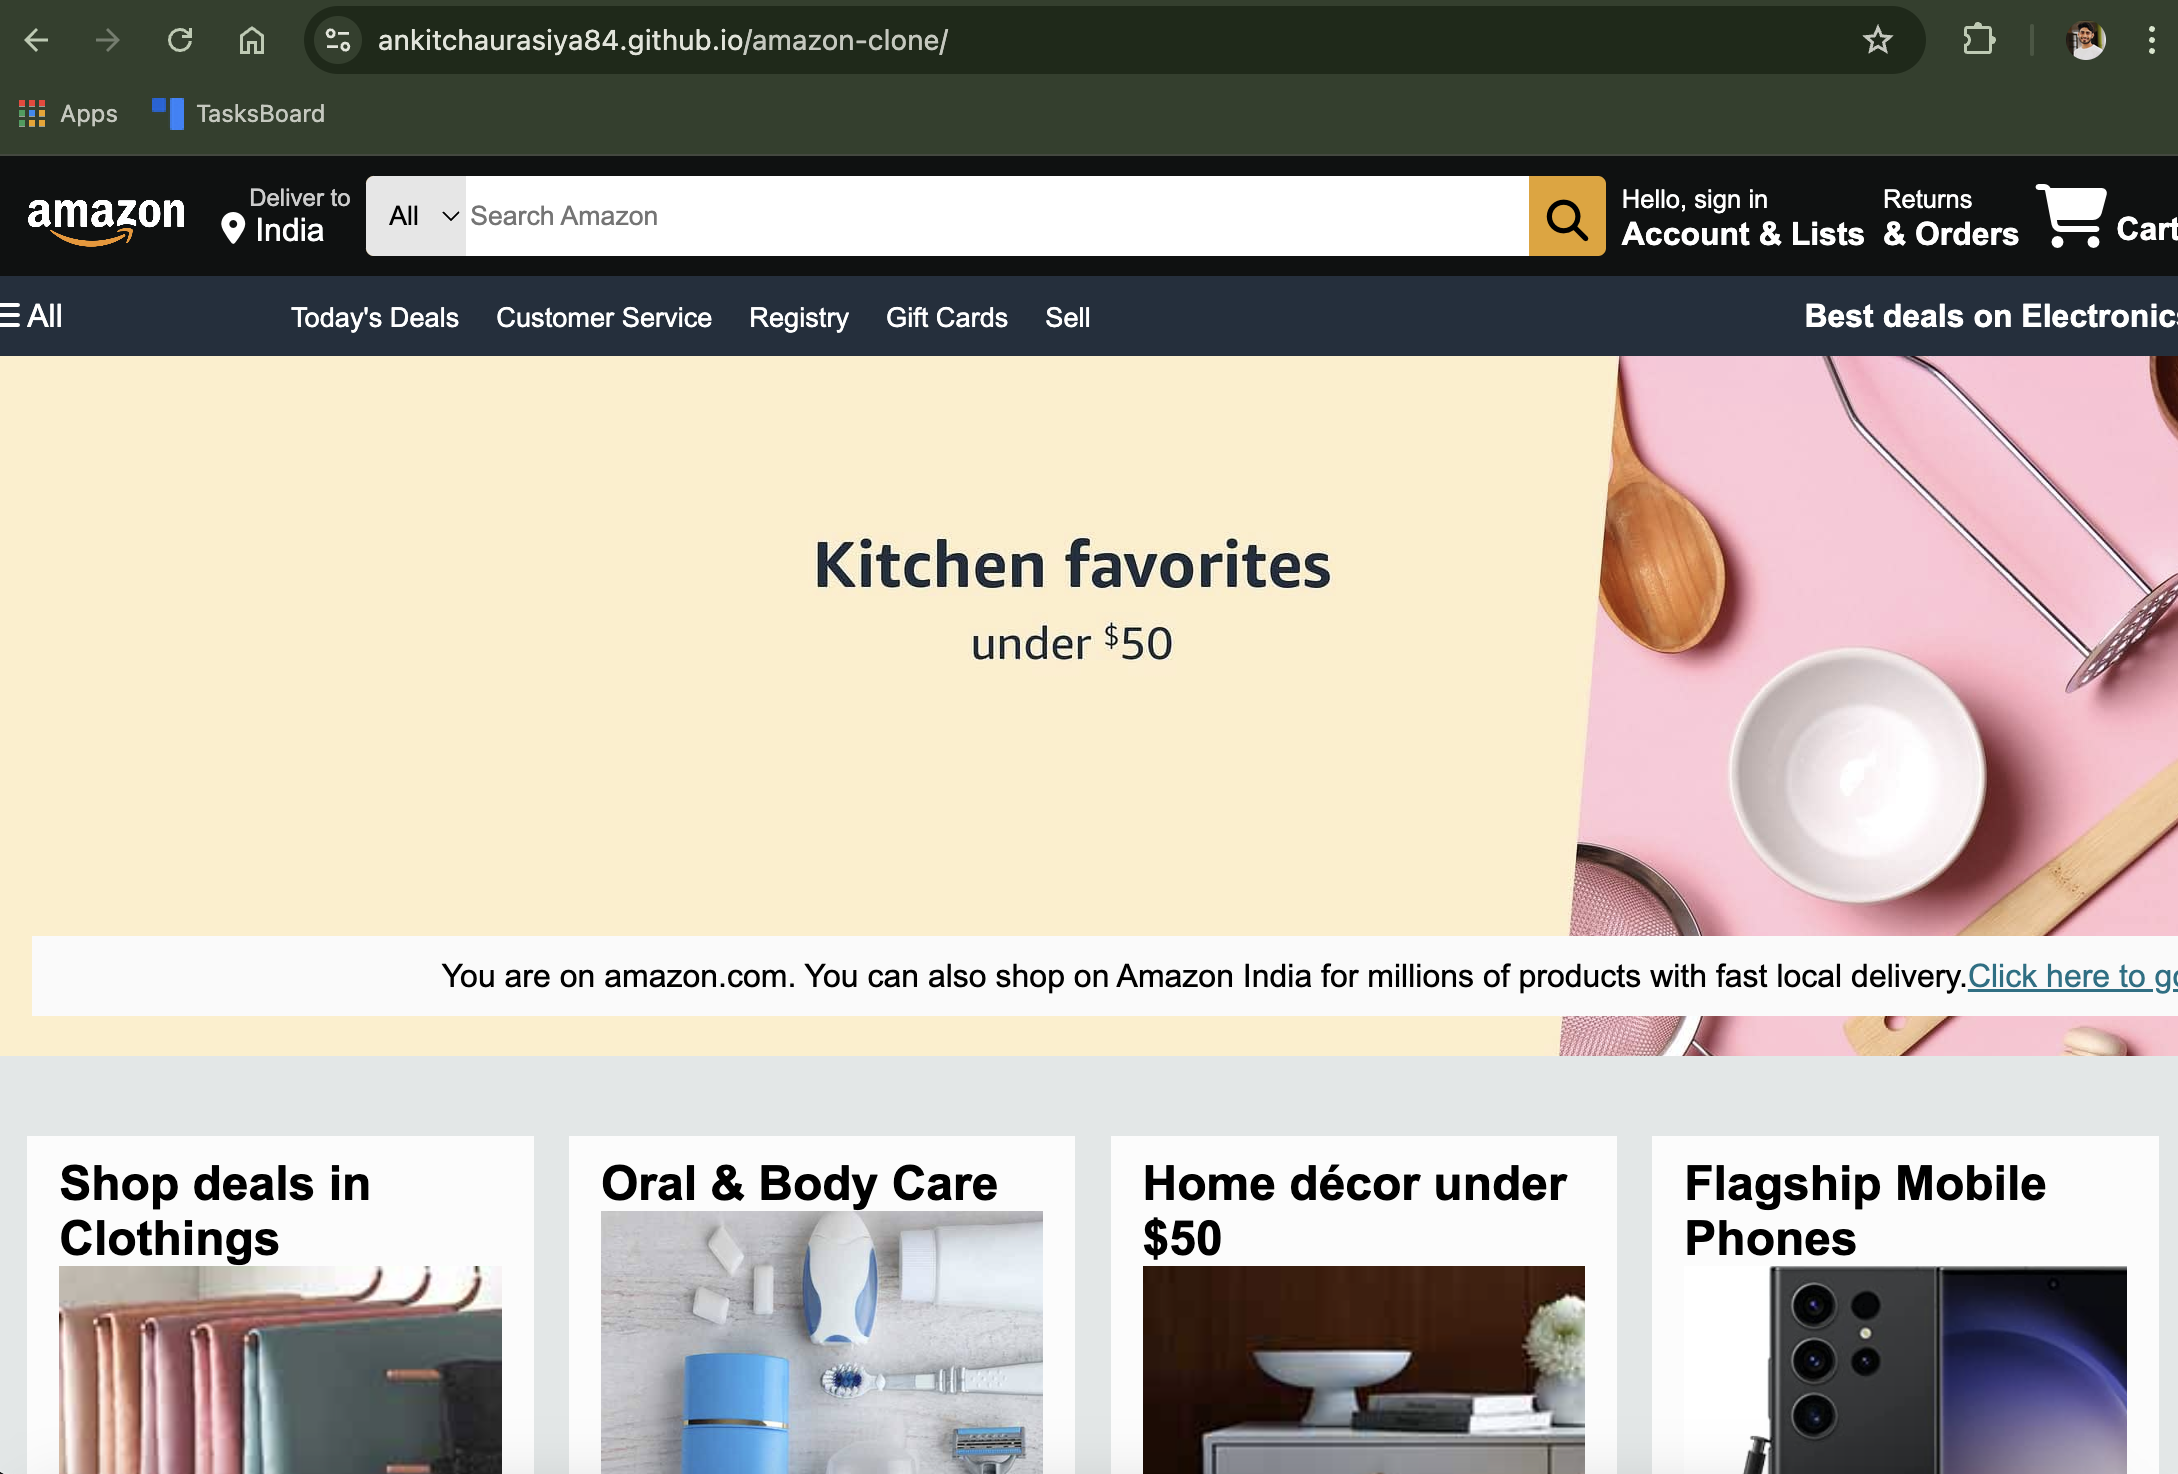 ankitchaurasiya84.github.io/amazon-clone/
Apps TasksBoard
amazon
Deliver to
India
All
Search Amazon
Hello, sign in
Account & Lists
Returns
& Orders
Cart
All
Today's Deals Customer Service Registry Gift Cards Sell
Best deals on Electronics
Kitchen favorites
under $50
You are on amazon.com. You can also shop on Amazon India for millions of products with fast local delivery.Click here to go
Shop deals in
Clothings
Oral & Body Care
Home décor under
$50
Flagship Mobile
Phones